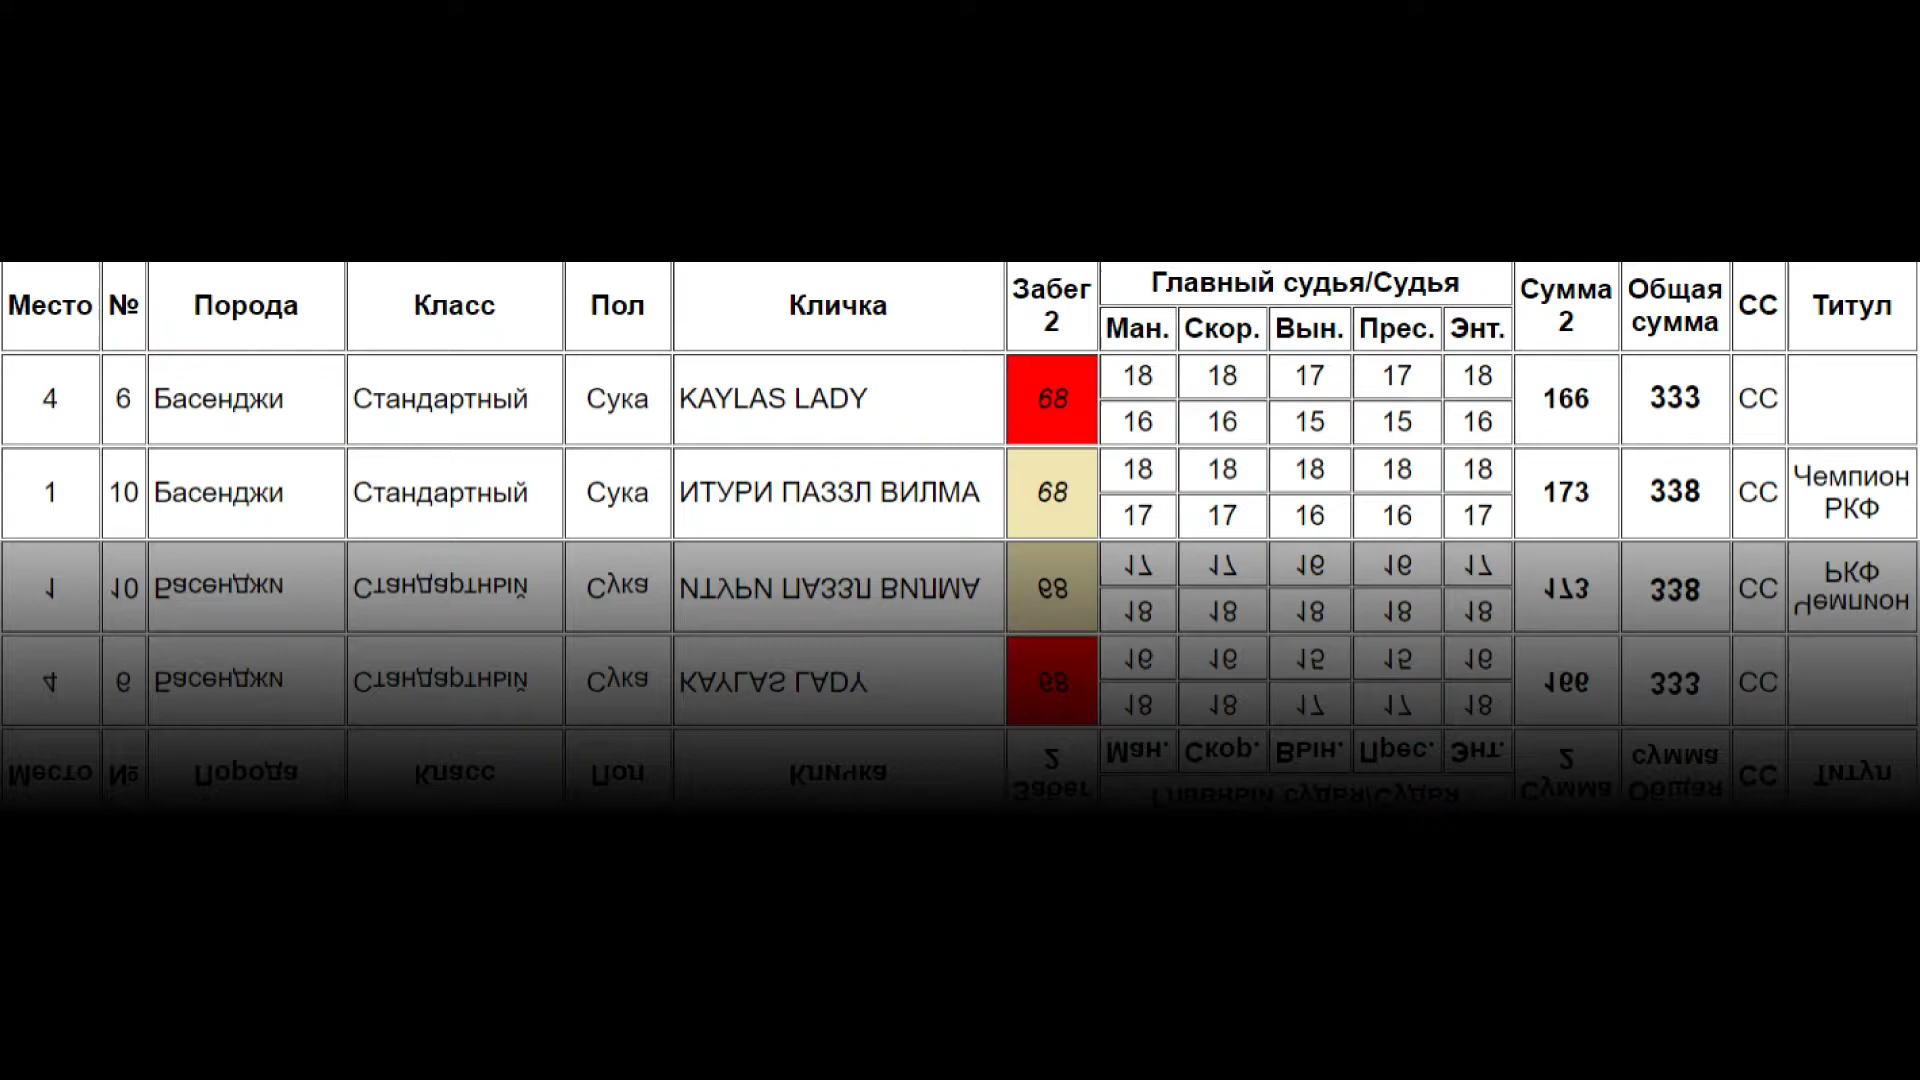 Место № Порода Класс Пол Кличка Забег 2 Главный судья/Судья Сумма 2 Общая сумма СС Титул
Ман. Скор. Вын. Прес. Энт.
4 6 Басенджи Стандартный Сука KAYLAS LADY 68 18 18 17 17 18 166 333 СС
16 16 15 15 16
1 10 Басенджи Стандартный Сука ИТУРИ ПАЗЗЛ ВИЛМА 68 18 18 18 18 18 173 338 СС Чемпион РКФ
17 17 16 16 17